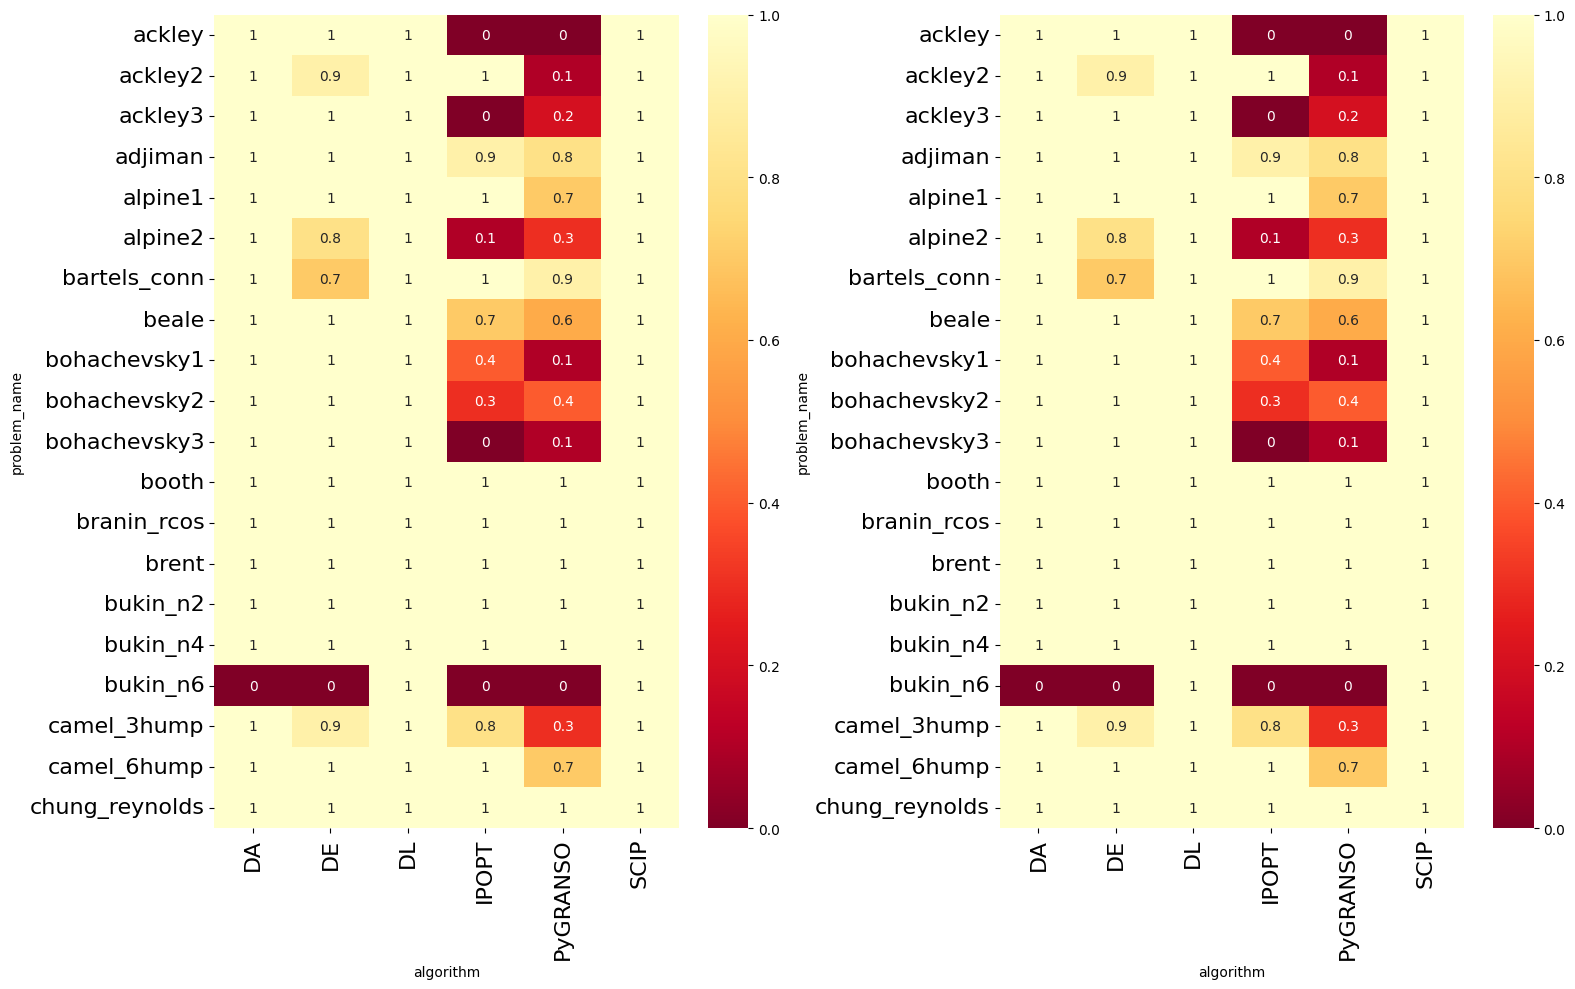 ackley 1 1 1 0 0 1
ackley2 1 0.9 1 1 0.1 1
ackley3 1 1 1 0 0.2 1
adjiman 1 1 1 0.9 0.8 1
alpine1 1 1 1 1 0.7 1
alpine2 1 0.8 1 0.1 0.3 1
bartels_conn 1 0.7 1 1 0.9 1
beale 1 1 1 0.7 0.6 1
bohachevsky1 1 1 1 0.4 0.1 1
bohachevsky2 1 1 1 0.3 0.4 1
bohachevsky3 1 1 1 0 0.1 1
booth 1 1 1 1 1 1
branin_rcos 1 1 1 1 1 1
brent 1 1 1 1 1 1
bukin_n2 1 1 1 1 1 1
bukin_n4 1 1 1 1 1 1
bukin_n6 0 0 1 0 0 1
camel_3hump 1 0.9 1 0.8 0.3 1
camel_6hump 1 1 1 1 0.7 1
chung_reynolds 1 1 1 1 1 1
DA DE DL IPOPT PyGRANSO SCIP
algorithm
problem_name
1.0
0.8
0.6
0.4
0.2
0.0
ackley 1 1 1 0 0 1
ackley2 1 0.9 1 1 0.1 1
ackley3 1 1 1 0 0.2 1
adjiman 1 1 1 0.9 0.8 1
alpine1 1 1 1 1 0.7 1
alpine2 1 0.8 1 0.1 0.3 1
bartels_conn 1 0.7 1 1 0.9 1
beale 1 1 1 0.7 0.6 1
bohachevsky1 1 1 1 0.4 0.1 1
bohachevsky2 1 1 1 0.3 0.4 1
bohachevsky3 1 1 1 0 0.1 1
booth 1 1 1 1 1 1
branin_rcos 1 1 1 1 1 1
brent 1 1 1 1 1 1
bukin_n2 1 1 1 1 1 1
bukin_n4 1 1 1 1 1 1
bukin_n6 0 0 1 0 0 1
camel_3hump 1 0.9 1 0.8 0.3 1
camel_6hump 1 1 1 1 0.7 1
chung_reynolds 1 1 1 1 1 1
DA DE DL IPOPT PyGRANSO SCIP
algorithm
problem_name
1.0
0.8
0.6
0.4
0.2
0.0